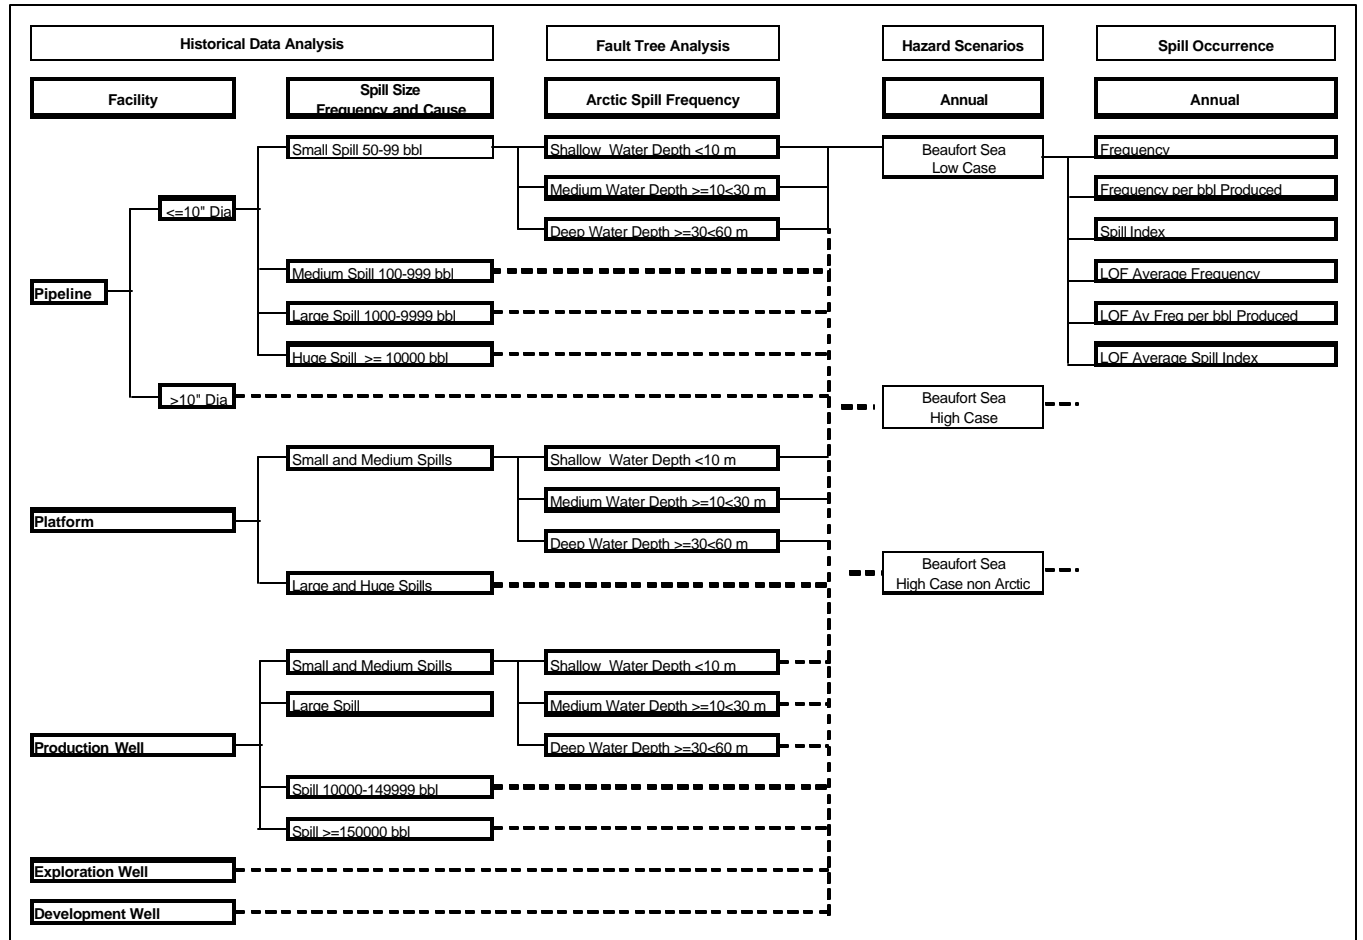 Historical Data Analysis
Fault Tree Analysis
Hazard Scenarios
Spill Occurrence
Facility
Spill Size
Frequency and Cause
Arctic Spill Frequency
Annual
Annual
Small Spill 50-99 bbl
Shallow Water Depth <10 m
Beaufort Sea
Low Case
Frequency
Medium Water Depth >=10<30 m
Frequency per bbl Produced
<=10" Dia
Deep Water Depth >=30<60 m
Spill Index
Medium Spill 100-999 bbl
LOF Average Frequency
Pipeline
Large Spill 1000-9999 bbl
LOF Av Freq per bbl Produced
Huge Spill >= 10000 bbl
LOF Average Spill Index
>10" Dia
Beaufort Sea
High Case
Small and Medium Spills
Shallow Water Depth <10 m
Medium Water Depth >=10<30 m
Platform
Deep Water Depth >=30<60 m
Large and Huge Spills
Beaufort Sea
High Case non Arctic
Small and Medium Spills
Shallow Water Depth <10 m
Large Spill
Medium Water Depth >=10<30 m
Production Well
Deep Water Depth >=30<60 m
Spill 10000-149999 bbl
Spill >=150000 bbl
Exploration Well
Development Well